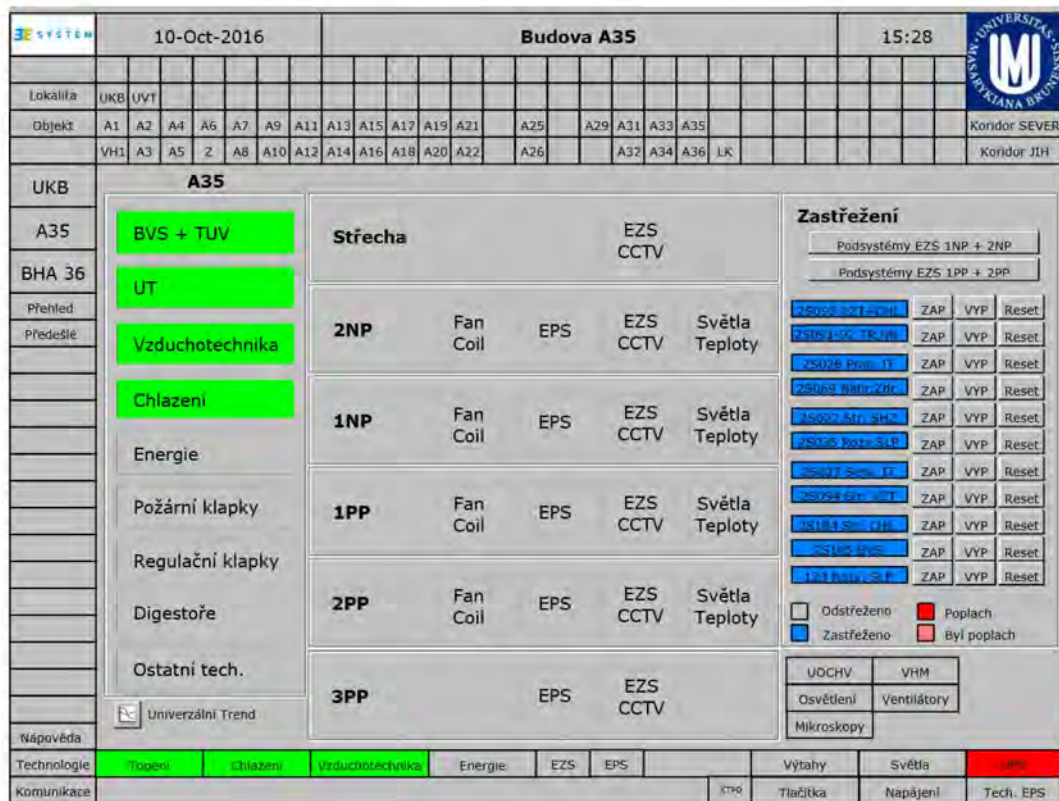 3E SYSTEM
10-Oct-2016
Budova A35
15:28
UNIVERSITAS MASARYKIANA BRUNENSIS
Lokalita UKB UVT
Objekt A1 A2 A4 A6 A7 A9 A11 A13 A15 A17 A19 A21 A25 A29 A31 A33 A35 Koridor SEVER
VH1 A3 A5 Z A8 A10 A12 A14 A16 A18 A20 A22 A26 A32 A34 A36 LK Koridor JIH
UKB
A35
BHA 36
Přehled
Předešlé
Nápověda
A35
BVS + TUV
UT
Vzduchotechnika
Chlazení
Energie
Požární klapky
Regulační klapky
Digestoře
Ostatní tech.
Univerzální Trend
Střecha EZS
CCTV
2NP Fan Coil EPS EZS CCTV Světla Teploty
1NP Fan Coil EPS EZS CCTV Světla Teploty
1PP Fan Coil EPS EZS CCTV Světla Teploty
2PP Fan Coil EPS EZS CCTV Světla Teploty
3PP EPS EZS CCTV
Zastřežení
Podsystémy EZS 1NP + 2NP
Podsystémy EZS 1PP + 2PP
ZAP VYP Reset
ZAP VYP Reset
ZAP VYP Reset
ZAP VYP Reset
ZAP VYP Reset
ZAP VYP Reset
ZAP VYP Reset
ZAP VYP Reset
ZAP VYP Reset
ZAP VYP Reset
ZAP VYP Reset
Odstřeženo Poplach
Zastřeženo Byl poplach
UOCHV VHM
Osvětlení Ventilátory
Mikroskopy
Technologie Topení Chlazení Vzduchotechnika Energie EZS EPS Výtahy Světla UPS
Komunikace KTPO Tlačítka Napájení Tech. EPS